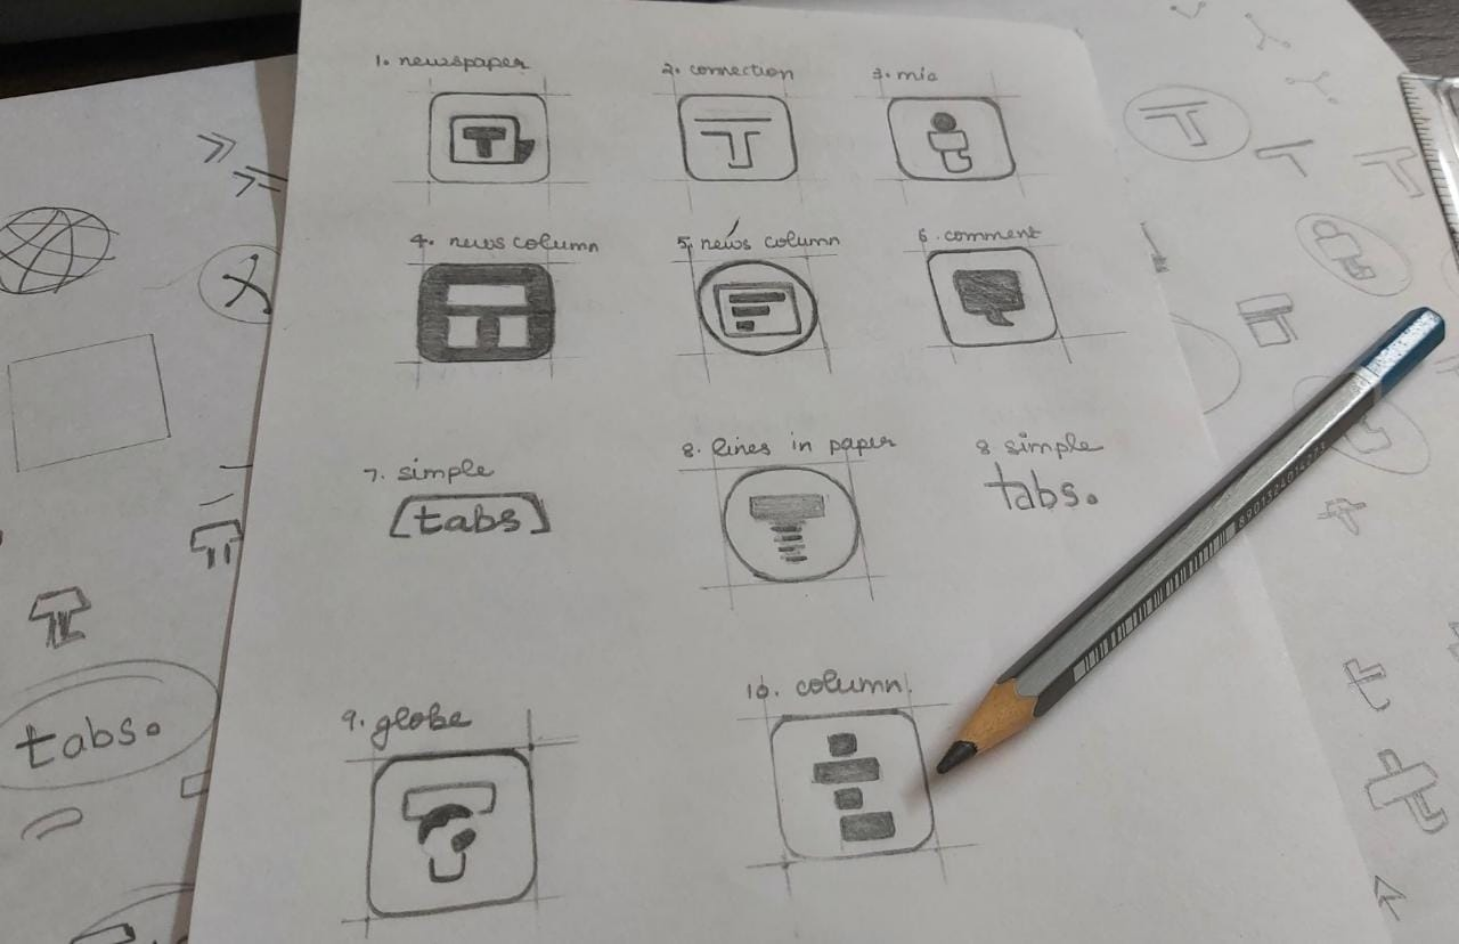 1. newspaper
2. connection
3. mic
T
T
4. news column
5. news column
6. comment
7. simple
[tabs]
8. lines in paper
8 simple
tabs.
9. globe
10. column
tabs.
T
T
t